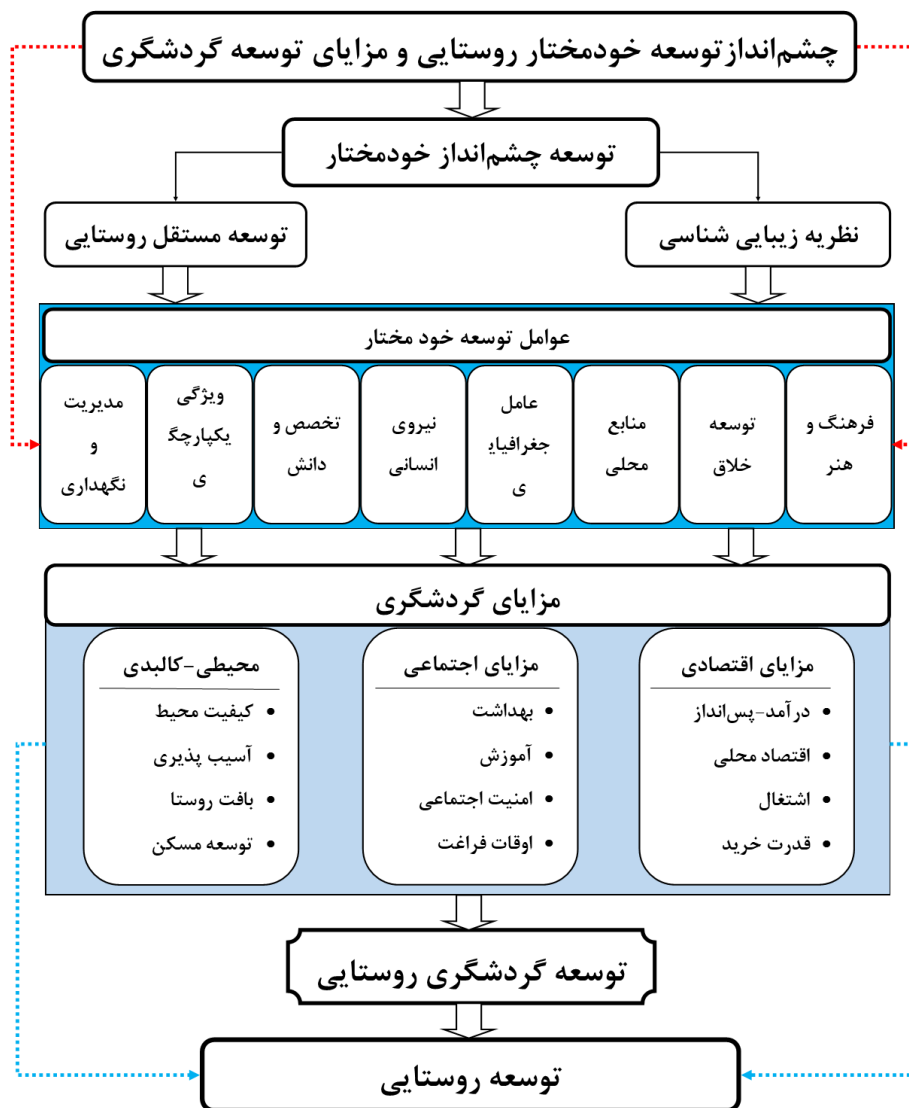 چشم‌انداز توسعه خودمختار روستایی و مزایای توسعه گردشگری
توسعه چشم‌انداز خودمختار
نظریه زیبایی شناسی
توسعه مستقل روستایی
عوامل توسعه خود مختار
فرهنگ و
هنر
توسعه
خلاق
منابع
محلی
عامل
جغرافیای
ی
نیروی
انسانی
تخصص و
دانش
ویژگی
یکپارچگ
ی
مدیریت
و
نگهداری
مزایای گردشگری
مزایای اقتصادی
• درآمد-پس‌انداز
• اقتصاد محلی
• اشتغال
• قدرت خرید
مزایای اجتماعی
• بهداشت
• آموزش
• امنیت اجتماعی
• اوقات فراغت
محیطی-کالبدی
• کیفیت محیط
• آسیب پذیری
• بافت روستا
• توسعه مسکن
توسعه گردشگری روستایی
توسعه روستایی